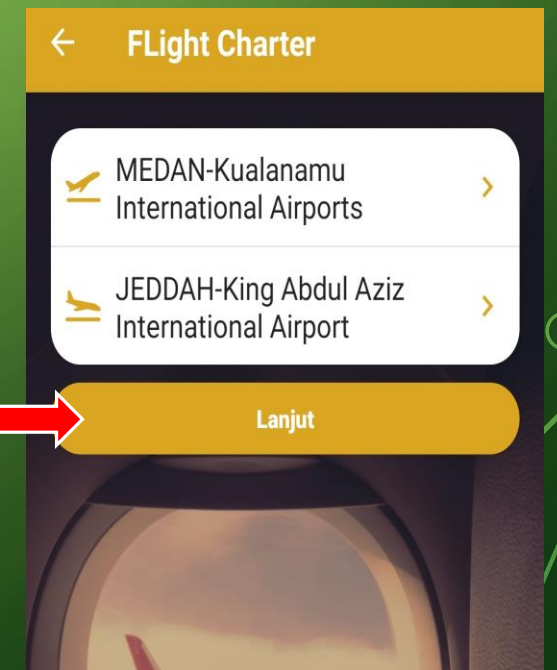 FLight Charter
MEDAN-Kualanamu
International Airports
JEDDAH-King Abdul Aziz
International Airport
Lanjut